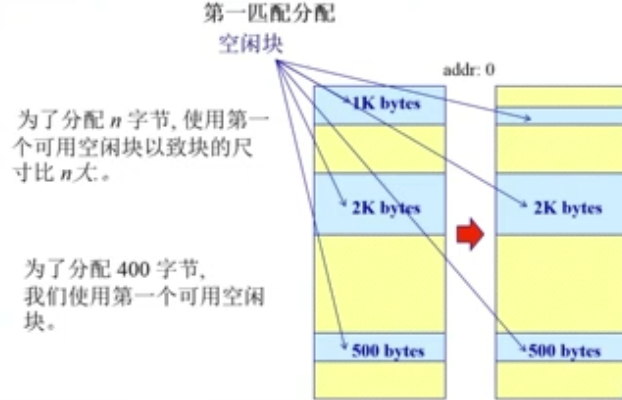 第一匹配分配
空闲块
addr: 0
为了分配 n 字节, 使用第一
个可用空闲块以致块的尺
寸比 n大.。
为了分配 400 字节,
我们使用第一个可用空闲
块。
1K bytes
2K bytes
500 bytes
2K bytes
500 bytes